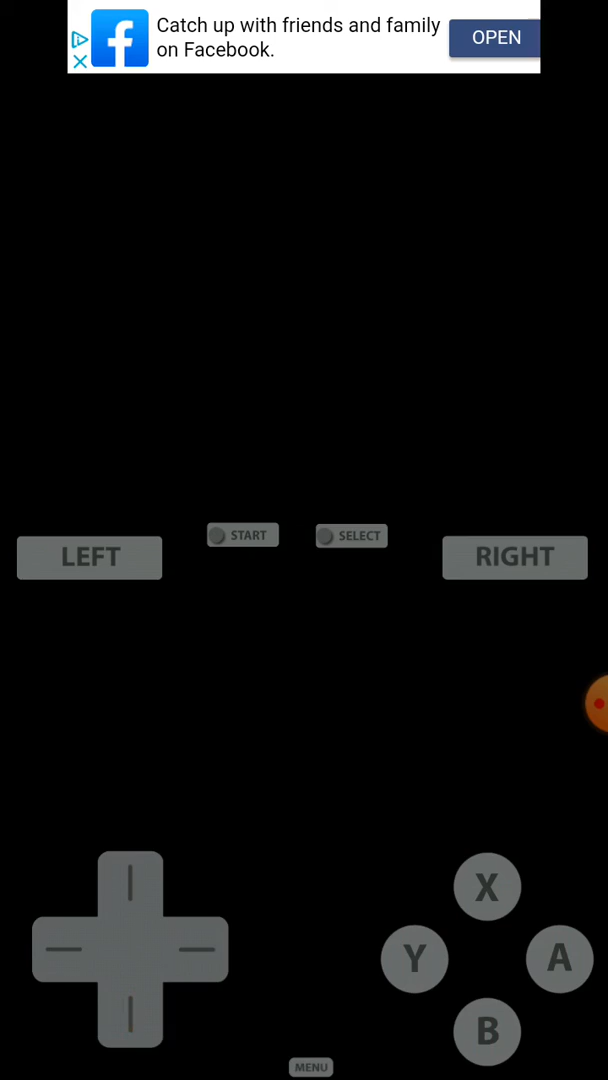 Catch up with friends and family
on Facebook.
OPEN
START
SELECT
LEFT
RIGHT
X
Y
A
B
MENU